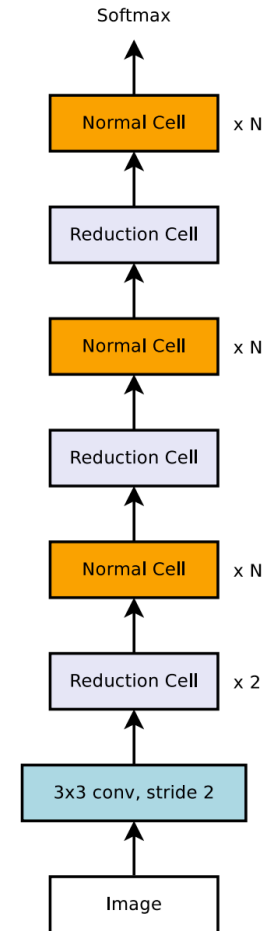 Softmax
Normal Cell x N
Reduction Cell
Normal Cell x N
Reduction Cell
Normal Cell x N
Reduction Cell x 2
3x3 conv, stride 2
Image